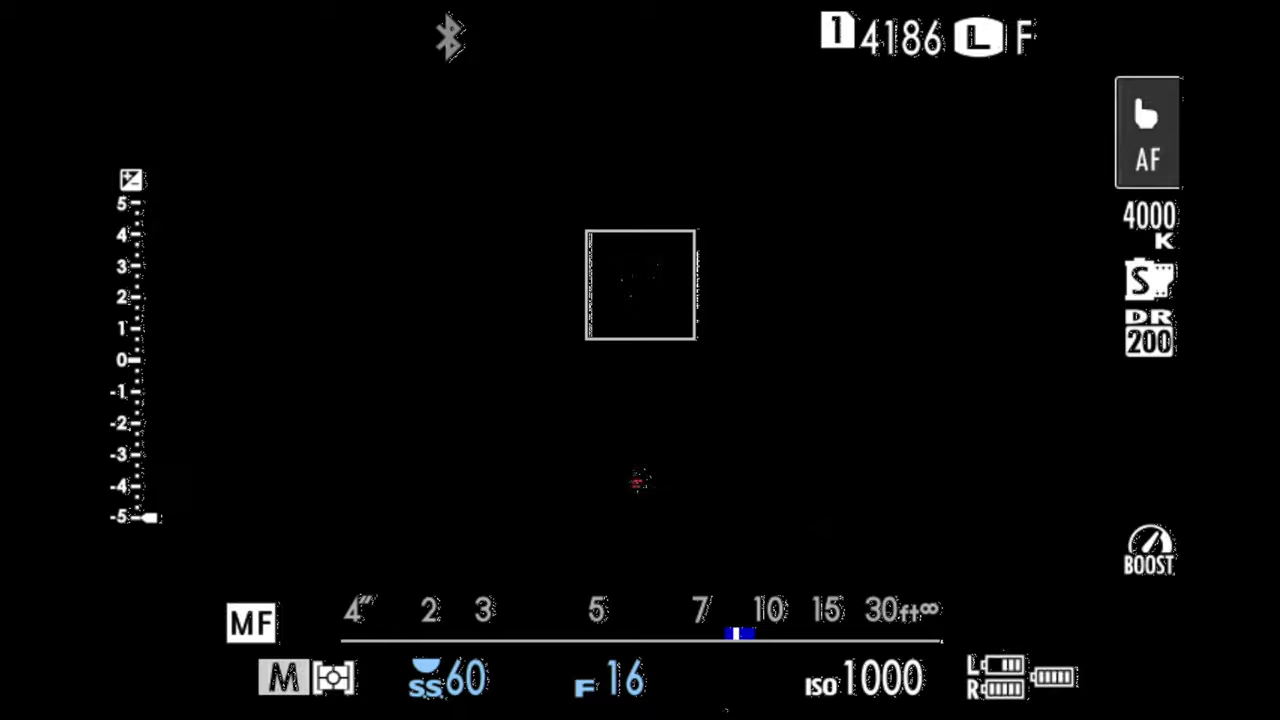 1 4186 L F
AF
4000
K
S
DR
200
5
4
3
2
1
0
-1
-2
-3
-4
-5
BOOST
4" 2 3 5 7 10 15 30ft∞
MF
M SS 60 F 16 ISO 1000 L
R